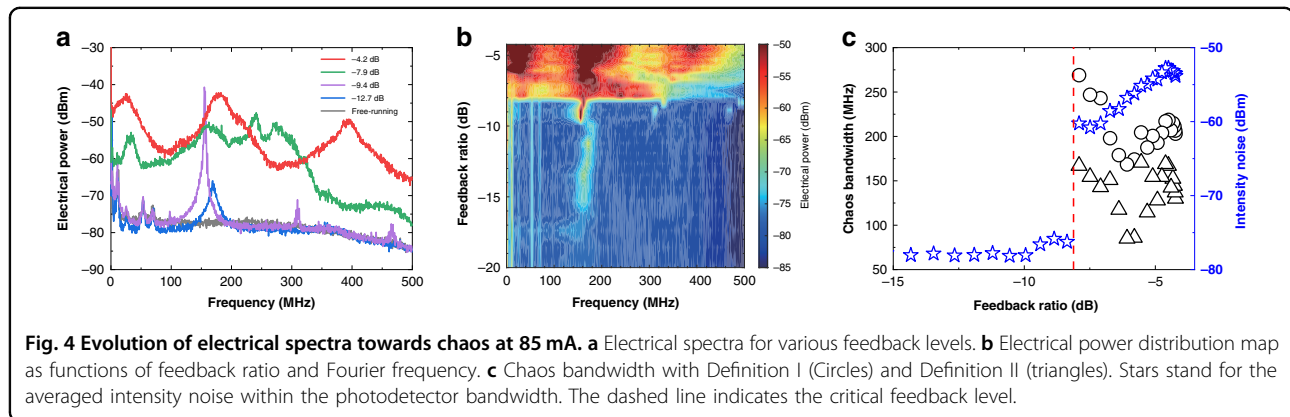 a
−30
−40
−50
−60
−70
−80
−90
Electrical power (dBm)
−4.2 dB
−7.9 dB
−9.4 dB
−12.7 dB
Free-running
0 100 200 300 400 500
Frequency (MHz)
b
−5
−10
−15
−20
Feedback ratio (dB)
0 100 200 300 400 500
Frequency (MHz)
−50
−55
−60
−65
−70
−75
−80
−85
Electrical power (dBm)
c
300
250
200
150
100
50
Chaos bandwidth (MHz)
−15 −10 −5
Feedback ratio (dB)
−50
−60
−70
−80
Intensity noise (dBm)
Fig. 4 Evolution of electrical spectra towards chaos at 85 mA. a Electrical spectra for various feedback levels. b Electrical power distribution map
as functions of feedback ratio and Fourier frequency. c Chaos bandwidth with Definition I (Circles) and Definition II (triangles). Stars stand for the
averaged intensity noise within the photodetector bandwidth. The dashed line indicates the critical feedback level.